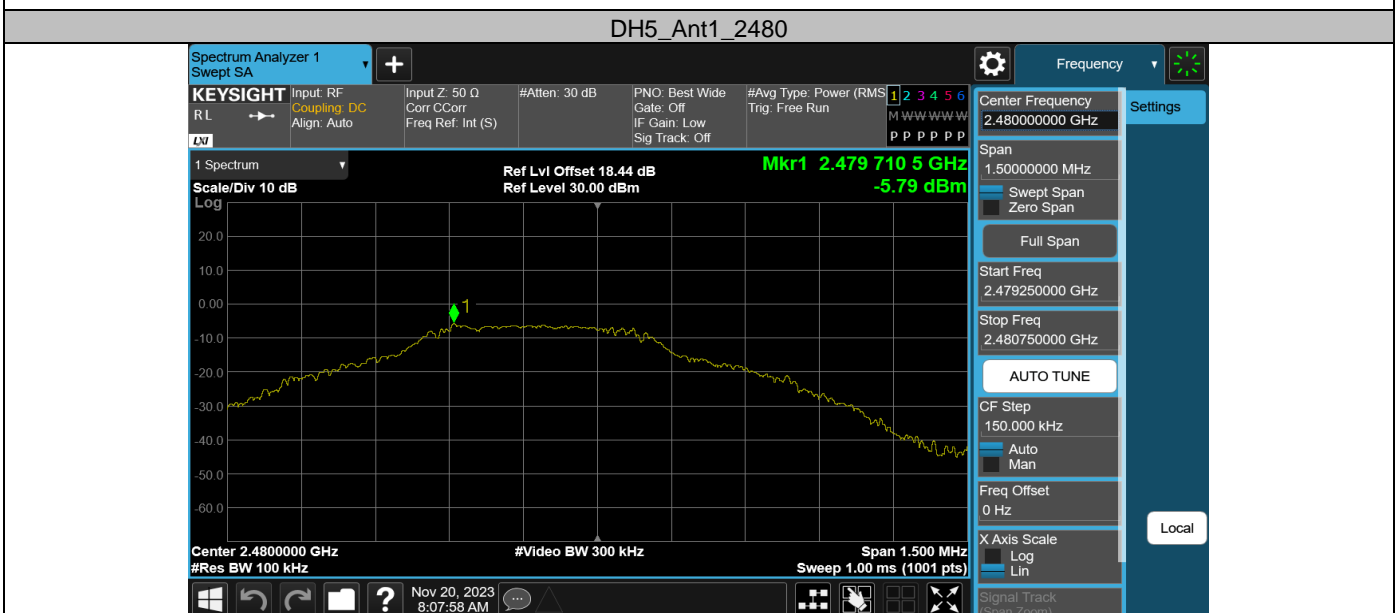 DH5_Ant1_2480
Spectrum Analyzer 1
Swept SA
Frequency
KEYSIGHT
RL
LXI
Input: RF
Coupling: DC
Align: Auto
Input Z: 50 Ω
Corr CCorr
Freq Ref: Int (S)
#Atten: 30 dB
PNO: Best Wide
Gate: Off
IF Gain: Low
Sig Track: Off
#Avg Type: Power (RMS
Trig: Free Run
1 2 3 4 5 6
M W W W W W
P P P P P P
1 Spectrum
Scale/Div 10 dB
Log
Ref Lvl Offset 18.44 dB
Ref Level 30.00 dBm
Mkr1 2.479 710 5 GHz
-5.79 dBm
20.0
10.0
0.00
1
-10.0
-20.0
-30.0
-40.0
-50.0
-60.0
Center 2.4800000 GHz
#Res BW 100 kHz
#Video BW 300 kHz
Span 1.500 MHz
Sweep 1.00 ms (1001 pts)
Center Frequency
2.480000000 GHz
Settings
Span
1.50000000 MHz
Swept Span
Zero Span
Full Span
Start Freq
2.479250000 GHz
Stop Freq
2.480750000 GHz
AUTO TUNE
CF Step
150.000 kHz
Auto
Man
Freq Offset
0 Hz
X Axis Scale
Log
Lin
Local
Signal Track
(Span Zoom)
?
Nov 20, 2023
8:07:58 AM